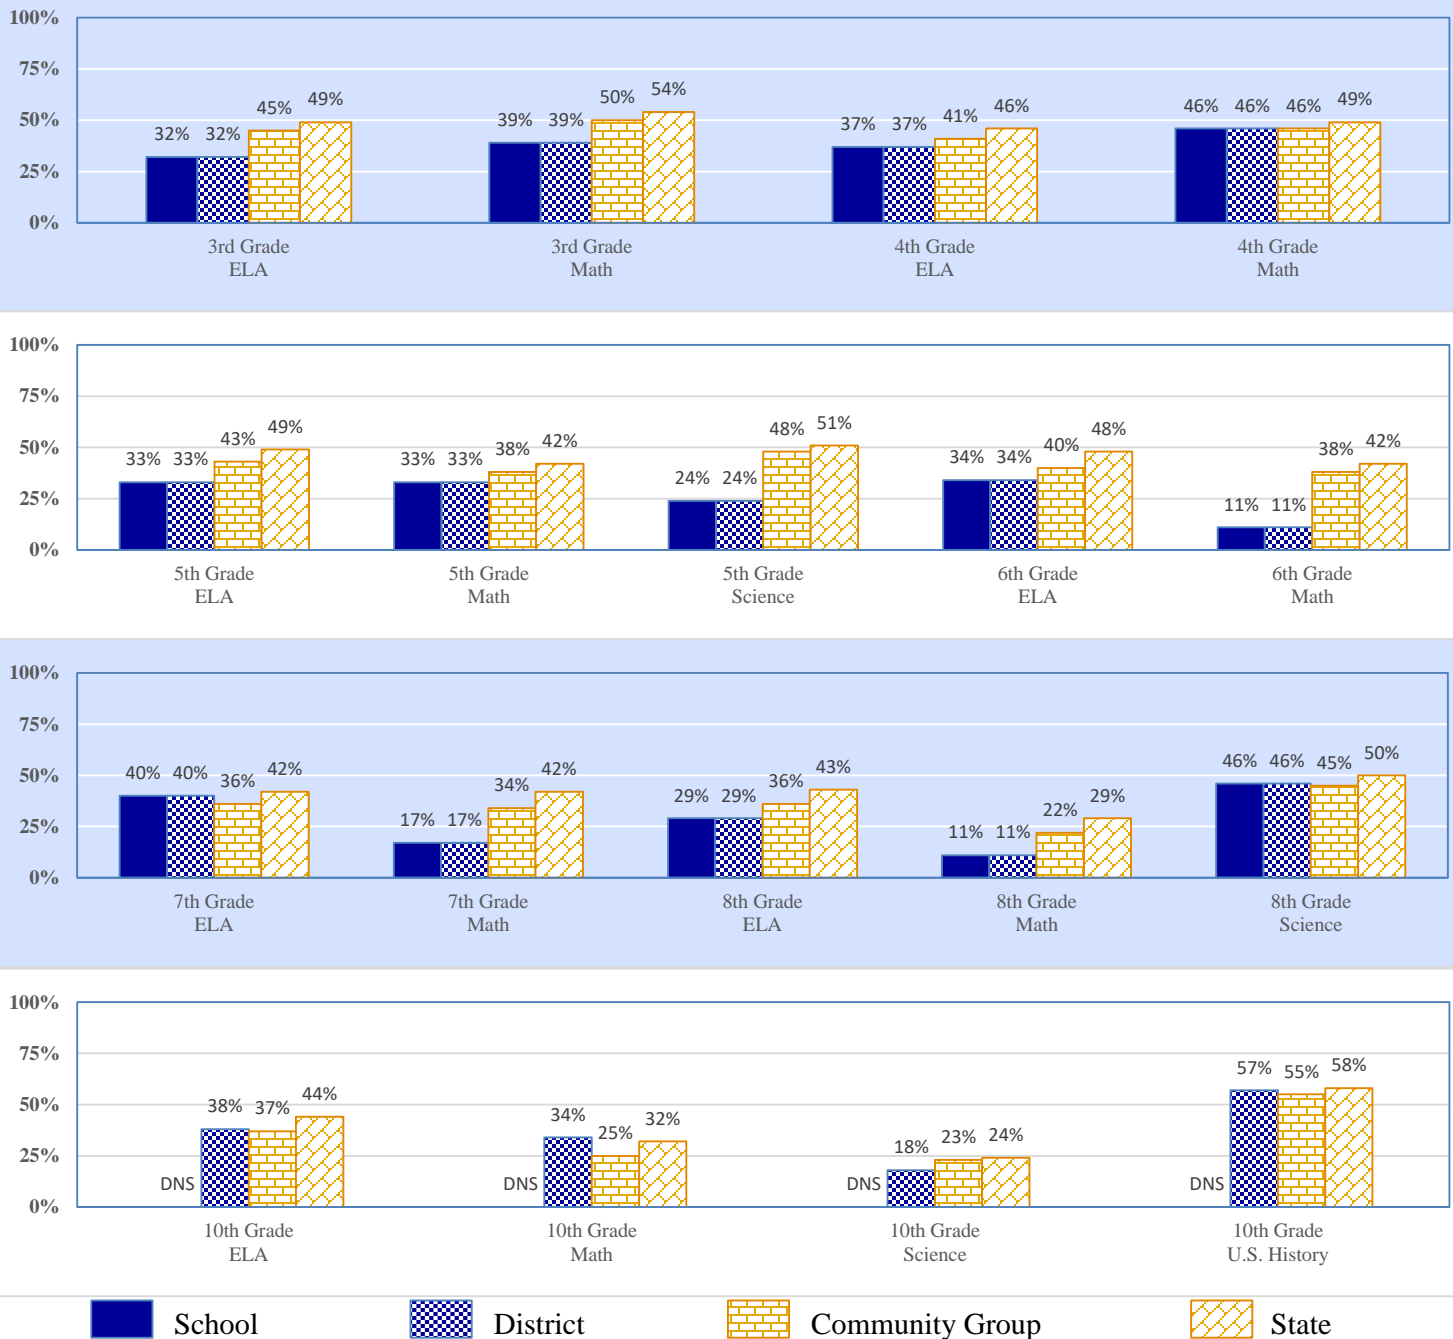 100%
75%
50%
25%
0%
32% 32% 45% 49%
39% 39% 50% 54%
37% 37% 41% 46%
46% 46% 46% 49%
3rd Grade
ELA
3rd Grade
Math
4th Grade
ELA
4th Grade
Math
100%
75%
50%
25%
0%
33% 33% 43% 49%
33% 33% 38% 42%
24% 24% 48% 51%
34% 34% 40% 48%
11% 11% 38% 42%
5th Grade
ELA
5th Grade
Math
5th Grade
Science
6th Grade
ELA
6th Grade
Math
100%
75%
50%
25%
0%
40% 40% 36% 42%
17% 17% 34% 42%
29% 29% 36% 43%
11% 11% 22% 29%
46% 46% 45% 50%
7th Grade
ELA
7th Grade
Math
8th Grade
ELA
8th Grade
Math
8th Grade
Science
100%
75%
50%
25%
0%
DNS 38% 37% 44%
DNS 34% 25% 32%
DNS 18% 23% 24%
DNS 57% 55% 58%
10th Grade
ELA
10th Grade
Math
10th Grade
Science
10th Grade
U.S. History
School District Community Group State